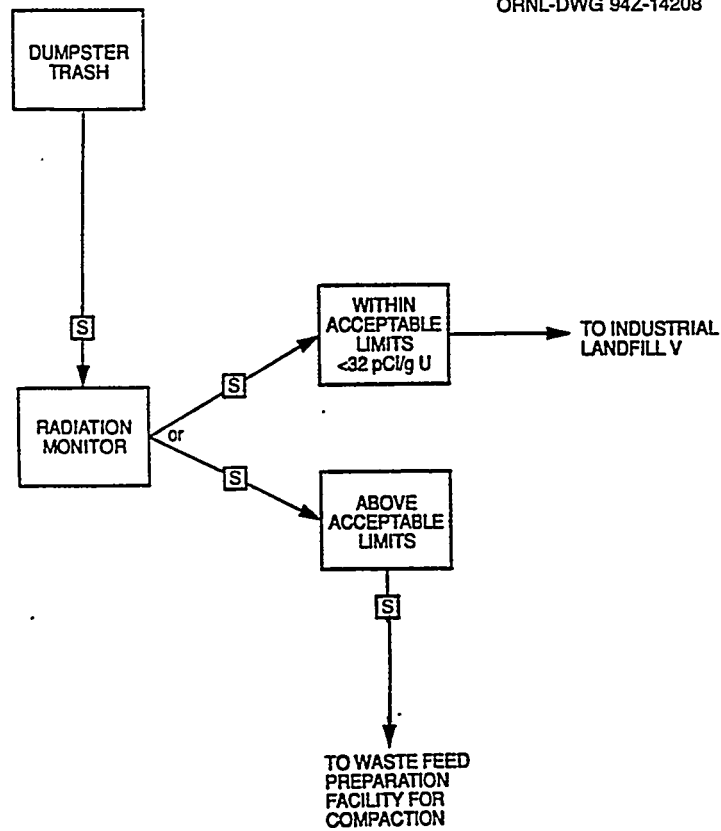 ORNL-DWG 94Z-14208
DUMPSTER
TRASH
S
RADIATION
MONITOR
or
S
S
WITHIN
ACCEPTABLE
LIMITS
<32 pCi/g U
TO INDUSTRIAL
LANDFILL V
ABOVE
ACCEPTABLE
LIMITS
S
TO WASTE FEED
PREPARATION
FACILITY FOR
COMPACTION